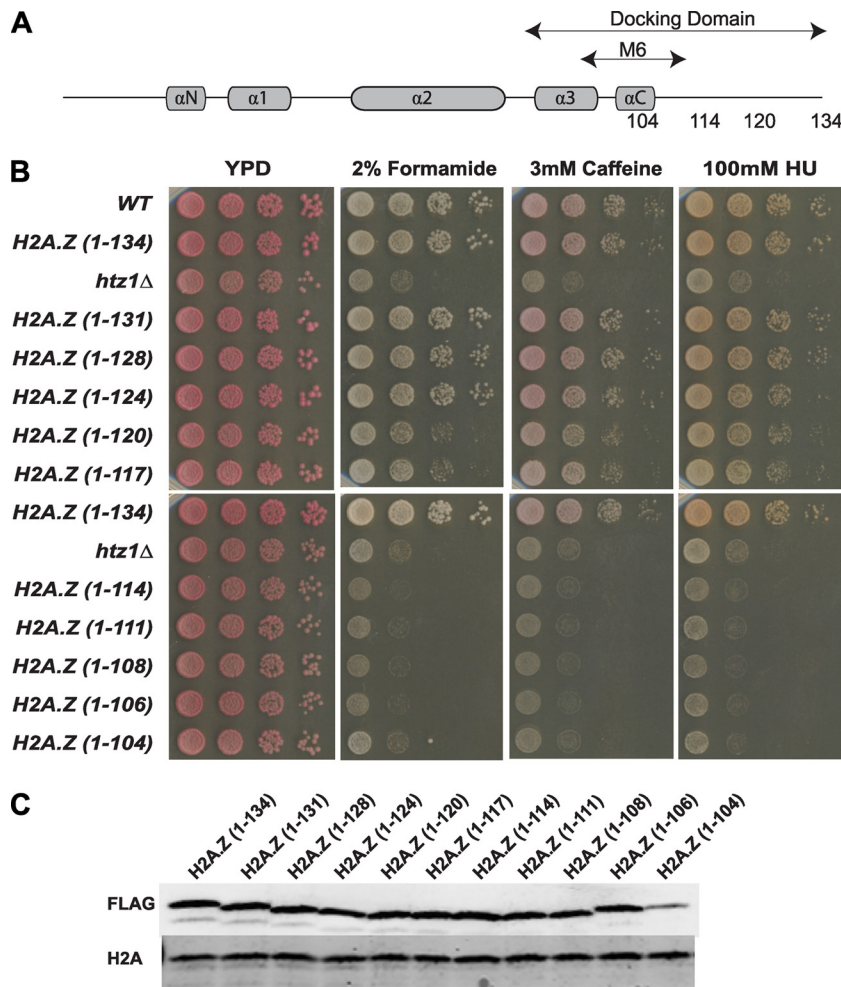 A
Docking Domain
M6
αN α1 α2 α3 αC
104 114 120 134
B
YPD 2% Formamide 3mM Caffeine 100mM HU
WT
H2A.Z (1-134)
htz1Δ
H2A.Z (1-131)
H2A.Z (1-128)
H2A.Z (1-124)
H2A.Z (1-120)
H2A.Z (1-117)
H2A.Z (1-134)
htz1Δ
H2A.Z (1-114)
H2A.Z (1-111)
H2A.Z (1-108)
H2A.Z (1-106)
H2A.Z (1-104)
C
H2A.Z (1-134) H2A.Z (1-131) H2A.Z (1-128) H2A.Z (1-124) H2A.Z (1-120) H2A.Z (1-117) H2A.Z (1-114) H2A.Z (1-111) H2A.Z (1-108) H2A.Z (1-106) H2A.Z (1-104)
FLAG
H2A